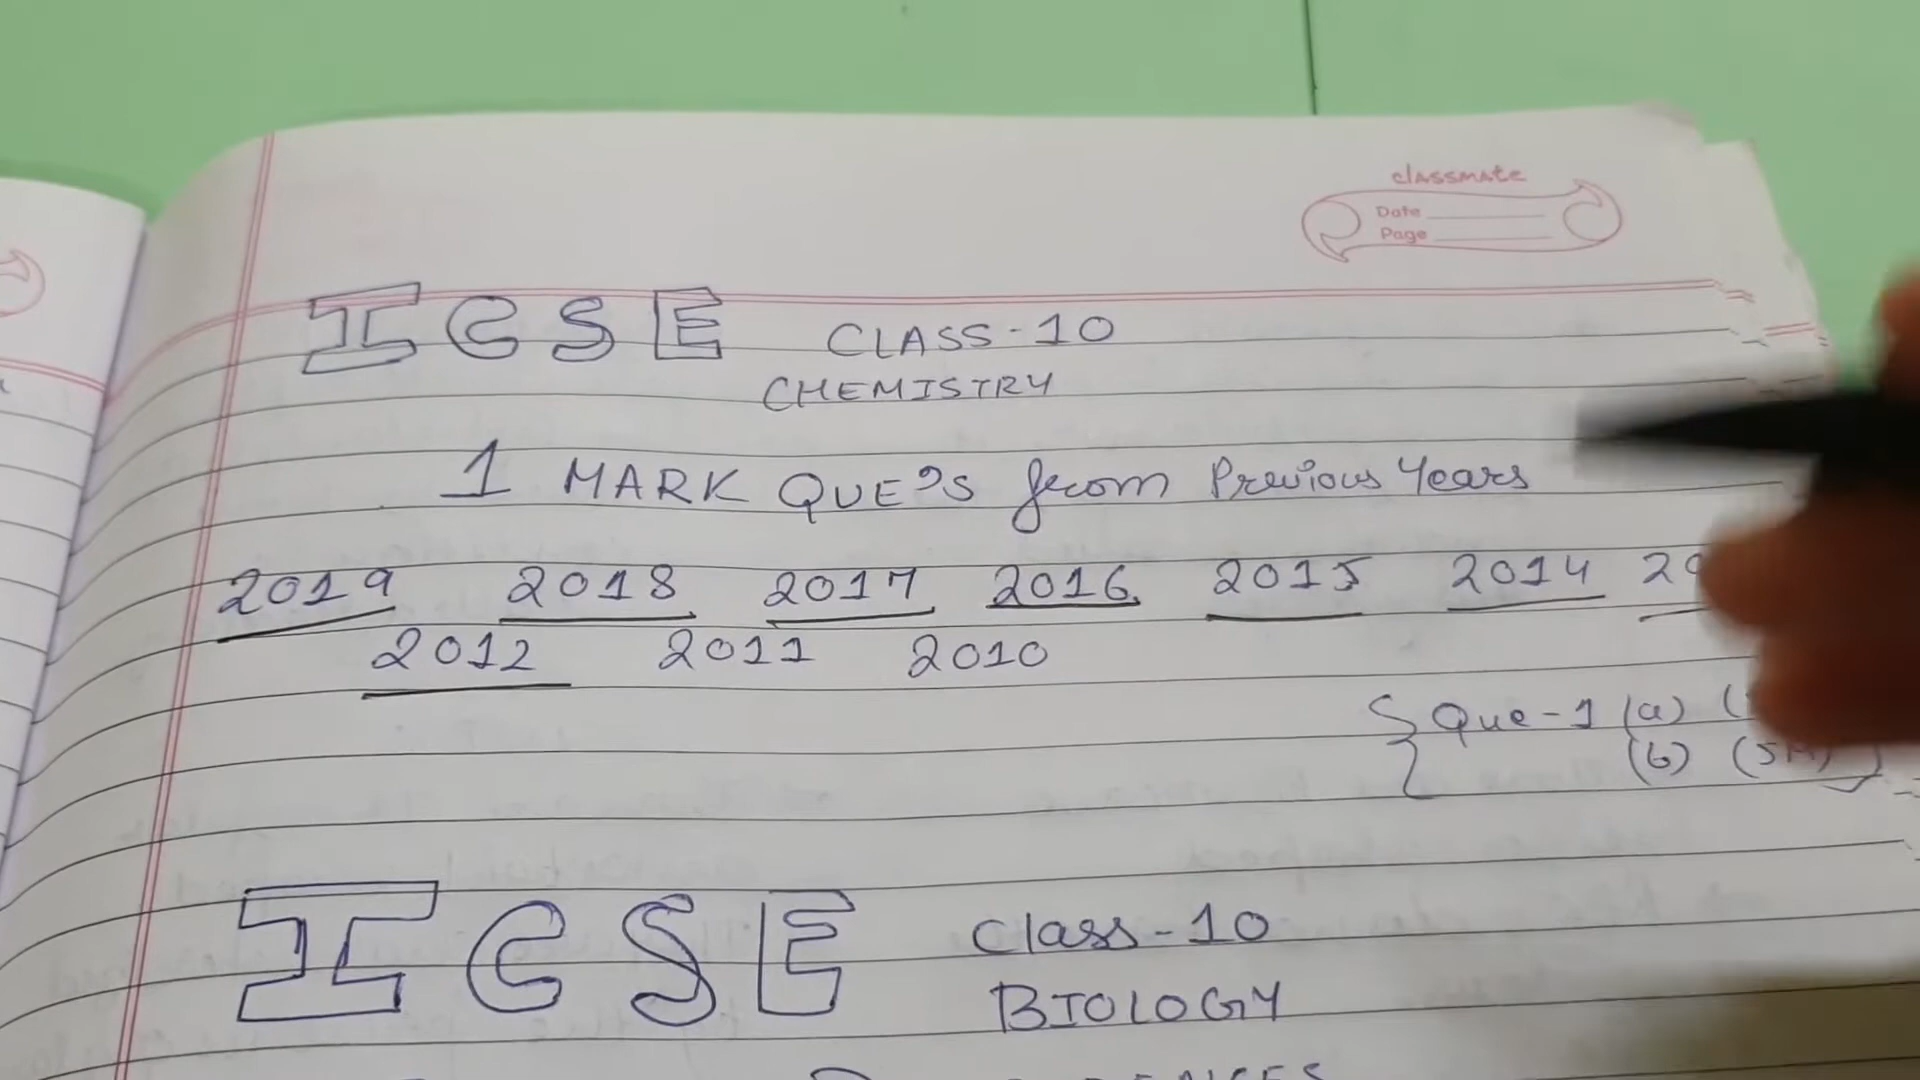 classmate
Date
Page
ICSE CLASS-10
CHEMISTRY
1 MARK QUE's from Previous Years
2019 2018 2017 2016 2015 2014
2012 2011 2010
Que-1 (a)
(b)
ICSE Class-10
BIOLOGY